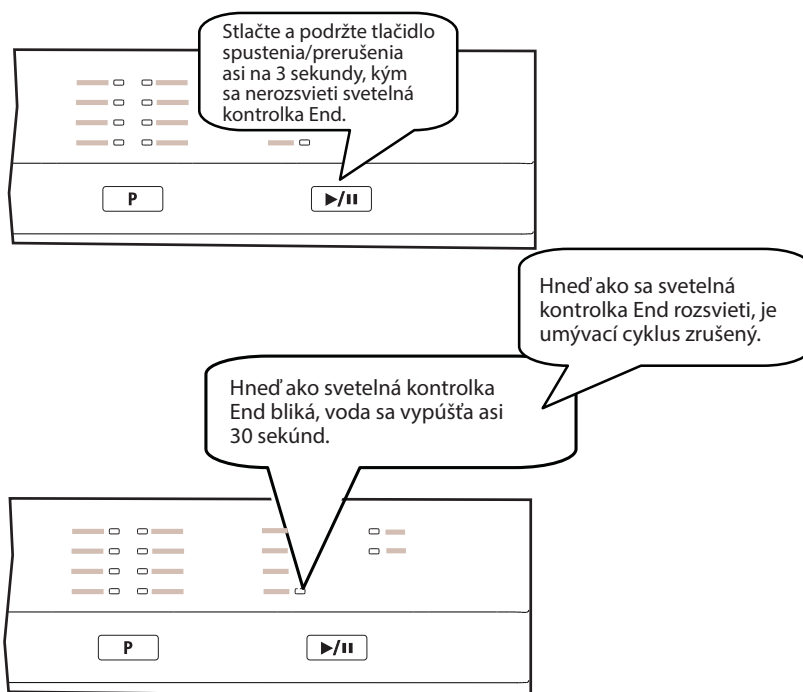 Stlačte a podržte tlačidlo
spustenia/prerušenia
asi na 3 sekundy, kým
sa nerozsvieti svetelná
kontrolka End.
P
▶/II
Hneď ako sa svetelná
kontrolka End rozsvieti, je
umývací cyklus zrušený.
Hneď ako svetelná kontrolka
End bliká, voda sa vypúšťa asi
30 sekúnd.
P
▶/II